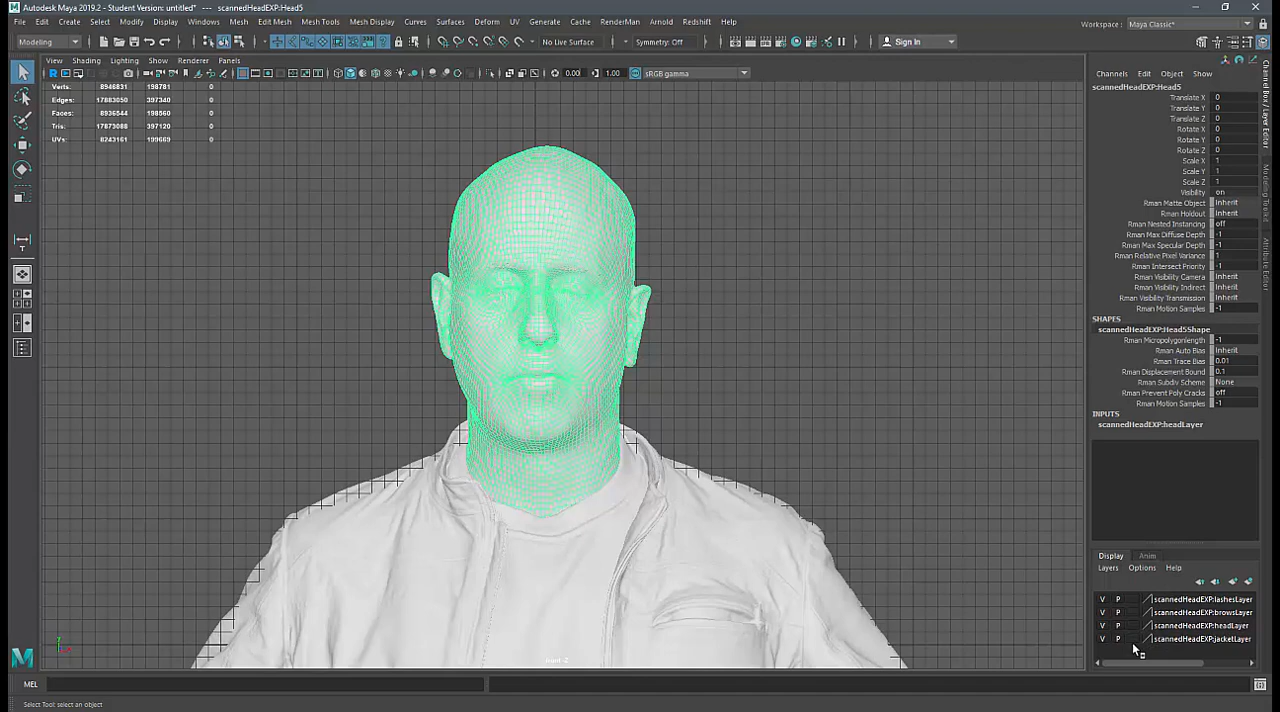 Autodesk Maya 2019.2 - Student Version: untitled* --- scannedHeadEXP:Head5
File Edit Create Select Modify Display Windows Mesh Edit Mesh Mesh Tools Mesh Display Curves Surfaces Deform UV Generate Cache RenderMan Arnold Redshift Help
Workspace : Maya Classic*
Modeling
No Live Surface
Symmetry: Off
Sign In
View Shading Lighting Show Renderer Panels
0.00
1.00
sRGB gamma
Verts: 8946831 198781 0
Edges: 17883050 397340 0
Faces: 8936544 198560 0
Tris: 17873088 397120 0
UVs: 8243161 199669 0
front -Z
Channels Edit Object Show
scannedHeadEXP:Head5
Translate X 0
Translate Y 0
Translate Z 0
Rotate X 0
Rotate Y 0
Rotate Z 0
Scale X 1
Scale Y 1
Scale Z 1
Visibility on
Rman Matte Object Inherit
Rman Holdout Inherit
Rman Nested Instancing off
Rman Max Diffuse Depth -1
Rman Max Specular Depth -1
Rman Relative Pixel Variance 1
Rman Intersect Priority -1
Rman Visibility Camera Inherit
Rman Visibility Indirect Inherit
Rman Visibility Transmission Inherit
Rman Motion Samples -1
SHAPES
scannedHeadEXP:Head5Shape
Rman Micropolygonlength -1
Rman Auto Bias Inherit
Rman Trace Bias 0.01
Rman Displacement Bound 0.1
Rman Subdiv Scheme None
Rman Prevent Poly Cracks off
Rman Motion Samples -1
INPUTS
scannedHeadEXP:headLayer
Display Anim
Layers Options Help
V P scannedHeadEXP:lashesLayer
V P scannedHeadEXP:browsLayer
V P scannedHeadEXP:headLayer
V P scannedHeadEXP:jacketLayer
Channel Box / Layer Editor
Modeling Toolkit
Attribute Editor
MEL
Select Tool: select an object